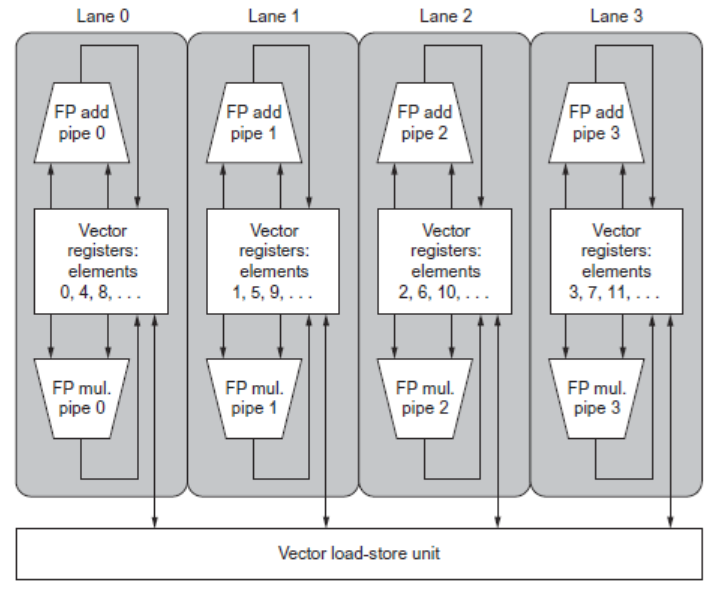 Lane 0
Lane 1
Lane 2
Lane 3
FP add
pipe 0
FP add
pipe 1
FP add
pipe 2
FP add
pipe 3
Vector
registers:
elements
0, 4, 8, . . .
Vector
registers:
elements
1, 5, 9, . . .
Vector
registers:
elements
2, 6, 10, . . .
Vector
registers:
elements
3, 7, 11, . . .
FP mul.
pipe 0
FP mul.
pipe 1
FP mul.
pipe 2
FP mul.
pipe 3
Vector load-store unit